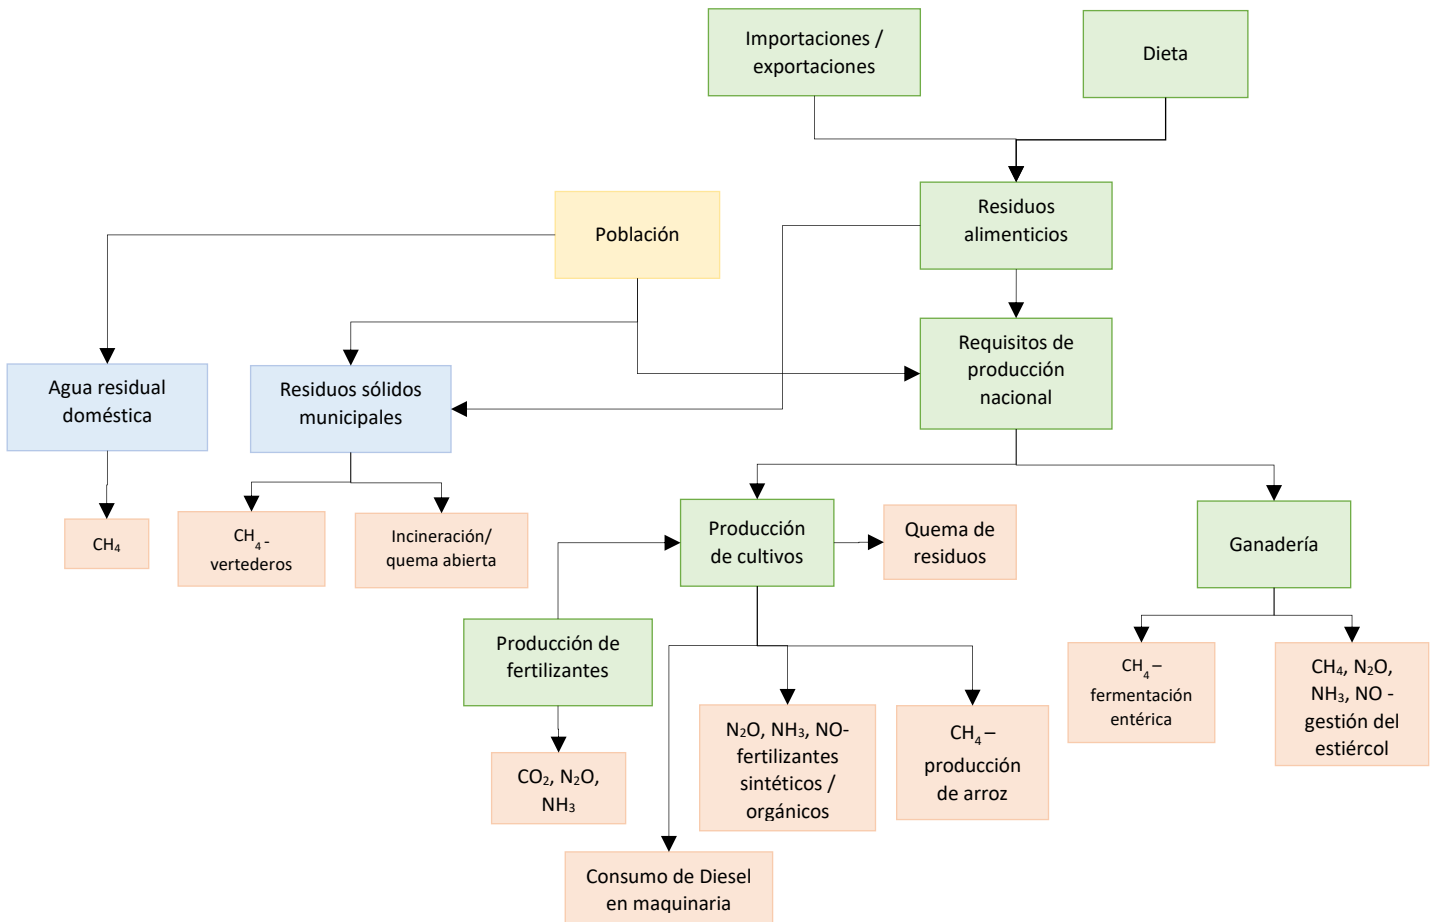 Importaciones /
exportaciones
Dieta
Residuos
alimenticios
Población
Requisitos de
producción
nacional
Agua residual
doméstica
Residuos sólidos
municipales
CH₄
CH₄ -
vertederos
Incineración/
quema abierta
Producción
de cultivos
Quema de
residuos
Ganadería
Producción de
fertilizantes
CH₄ –
fermentación
entérica
CH₄, N₂O,
NH₃, NO -
gestión del
estiércol
N₂O, NH₃, NO-
fertilizantes
sintéticos /
orgánicos
CH₄ –
producción
de arroz
CO₂, N₂O,
NH₃
Consumo de Diesel
en maquinaria